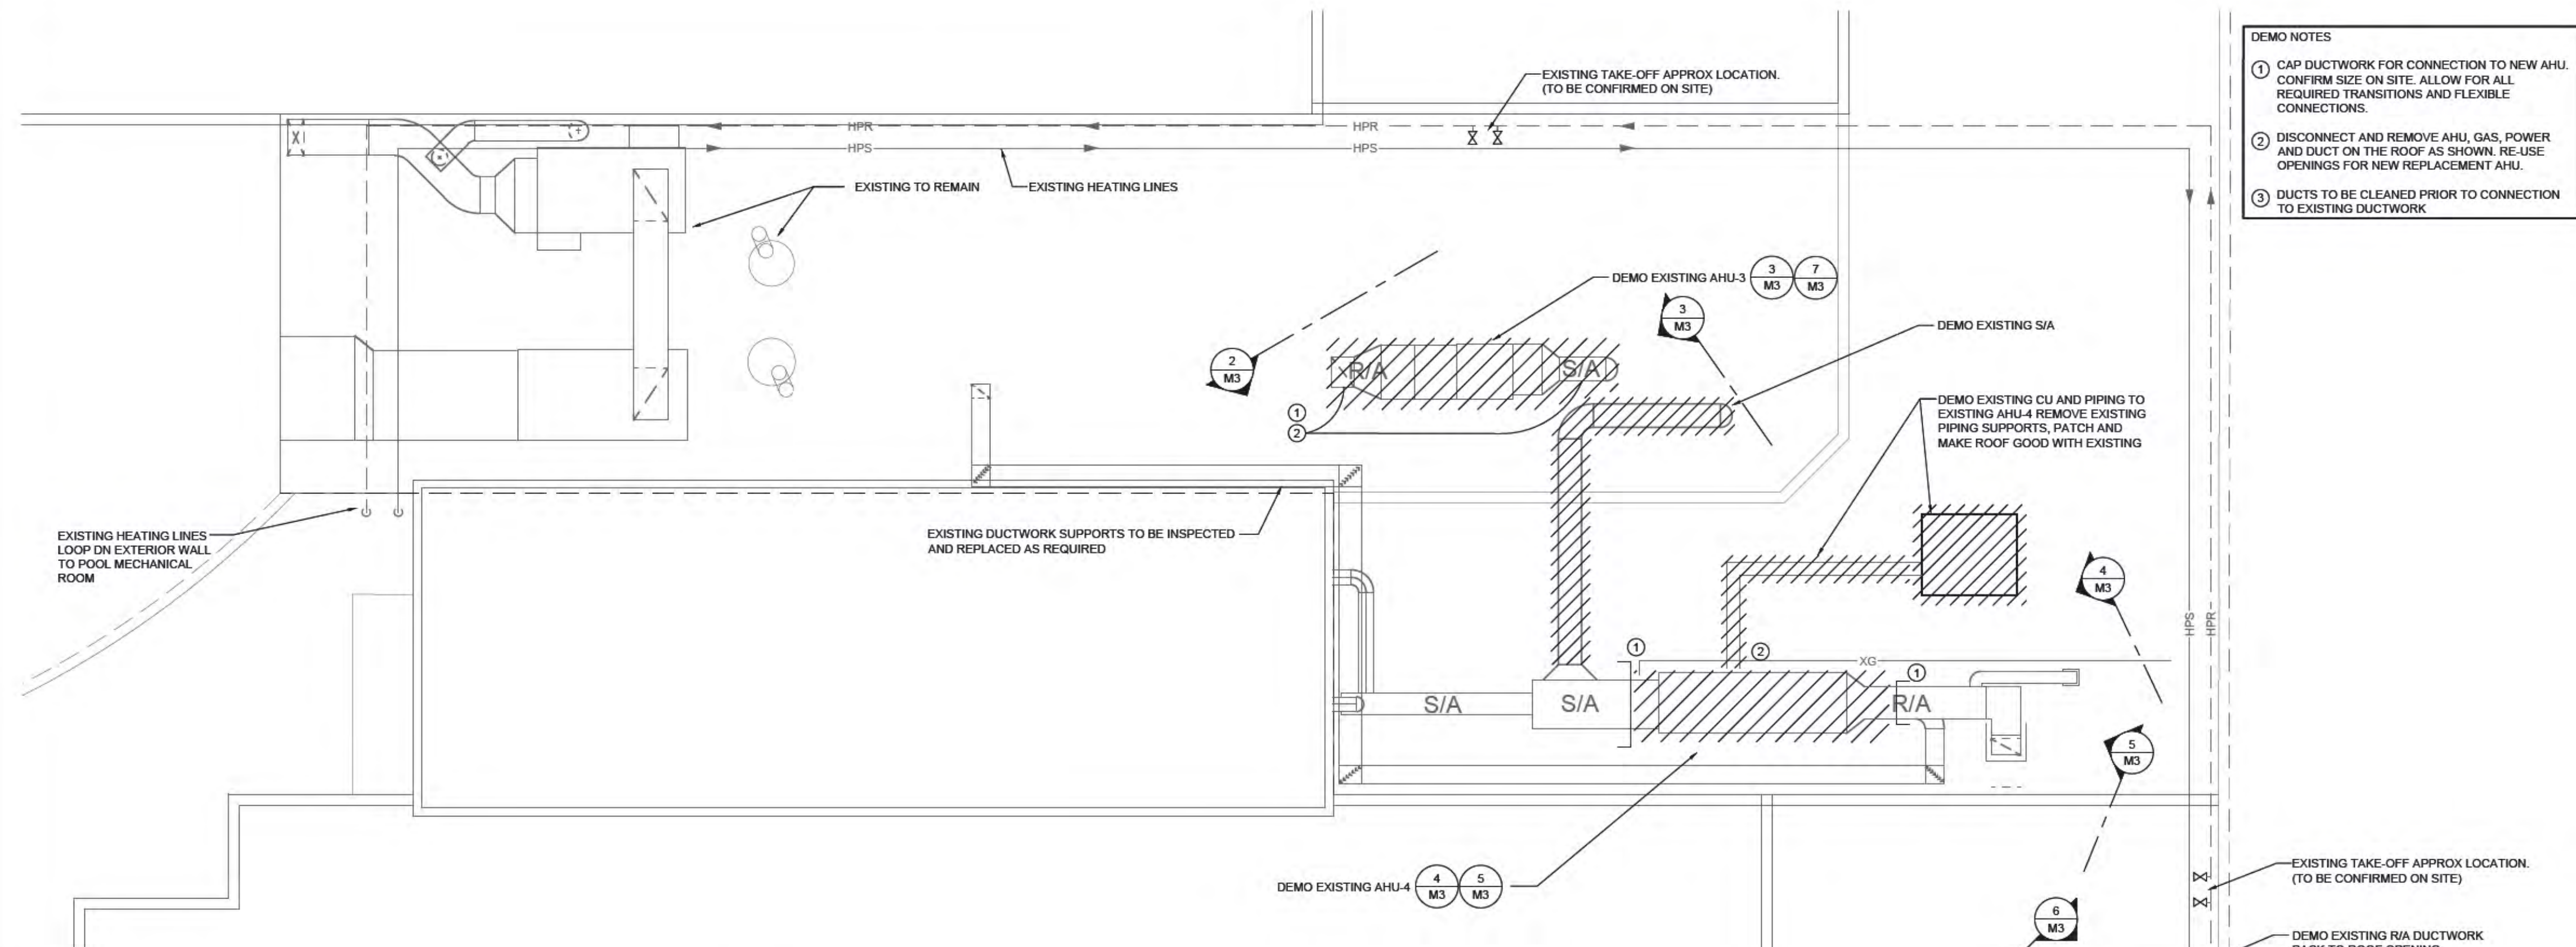 DEMO NOTES
1 CAP DUCTWORK FOR CONNECTION TO NEW AHU.
CONFIRM SIZE ON SITE. ALLOW FOR ALL
REQUIRED TRANSITIONS AND FLEXIBLE
CONNECTIONS.
2 DISCONNECT AND REMOVE AHU, GAS, POWER
AND DUCT ON THE ROOF AS SHOWN. RE-USE
OPENINGS FOR NEW REPLACEMENT AHU.
3 DUCTS TO BE CLEANED PRIOR TO CONNECTION
TO EXISTING DUCTWORK
EXISTING TAKE-OFF APPROX LOCATION.
(TO BE CONFIRMED ON SITE)
HPR
HPR
HPS
HPS
EXISTING TO REMAIN
EXISTING HEATING LINES
DEMO EXISTING AHU-3
3
M3
7
M3
3
M3
DEMO EXISTING S/A
2
M3
R/A
S/A
1
2
DEMO EXISTING CU AND PIPING TO
EXISTING AHU-4 REMOVE EXISTING
PIPING SUPPORTS, PATCH AND
MAKE ROOF GOOD WITH EXISTING
EXISTING HEATING LINES
LOOP DN EXTERIOR WALL
TO POOL MECHANICAL
ROOM
EXISTING DUCTWORK SUPPORTS TO BE INSPECTED
AND REPLACED AS REQUIRED
4
M3
HPS
HPR
1
2
XG
1
S/A
S/A
R/A
5
M3
DEMO EXISTING AHU-4
4
M3
5
M3
EXISTING TAKE-OFF APPROX LOCATION.
(TO BE CONFIRMED ON SITE)
6
M3
DEMO EXISTING R/A DUCTWORK
BACK TO ROOF OPENING